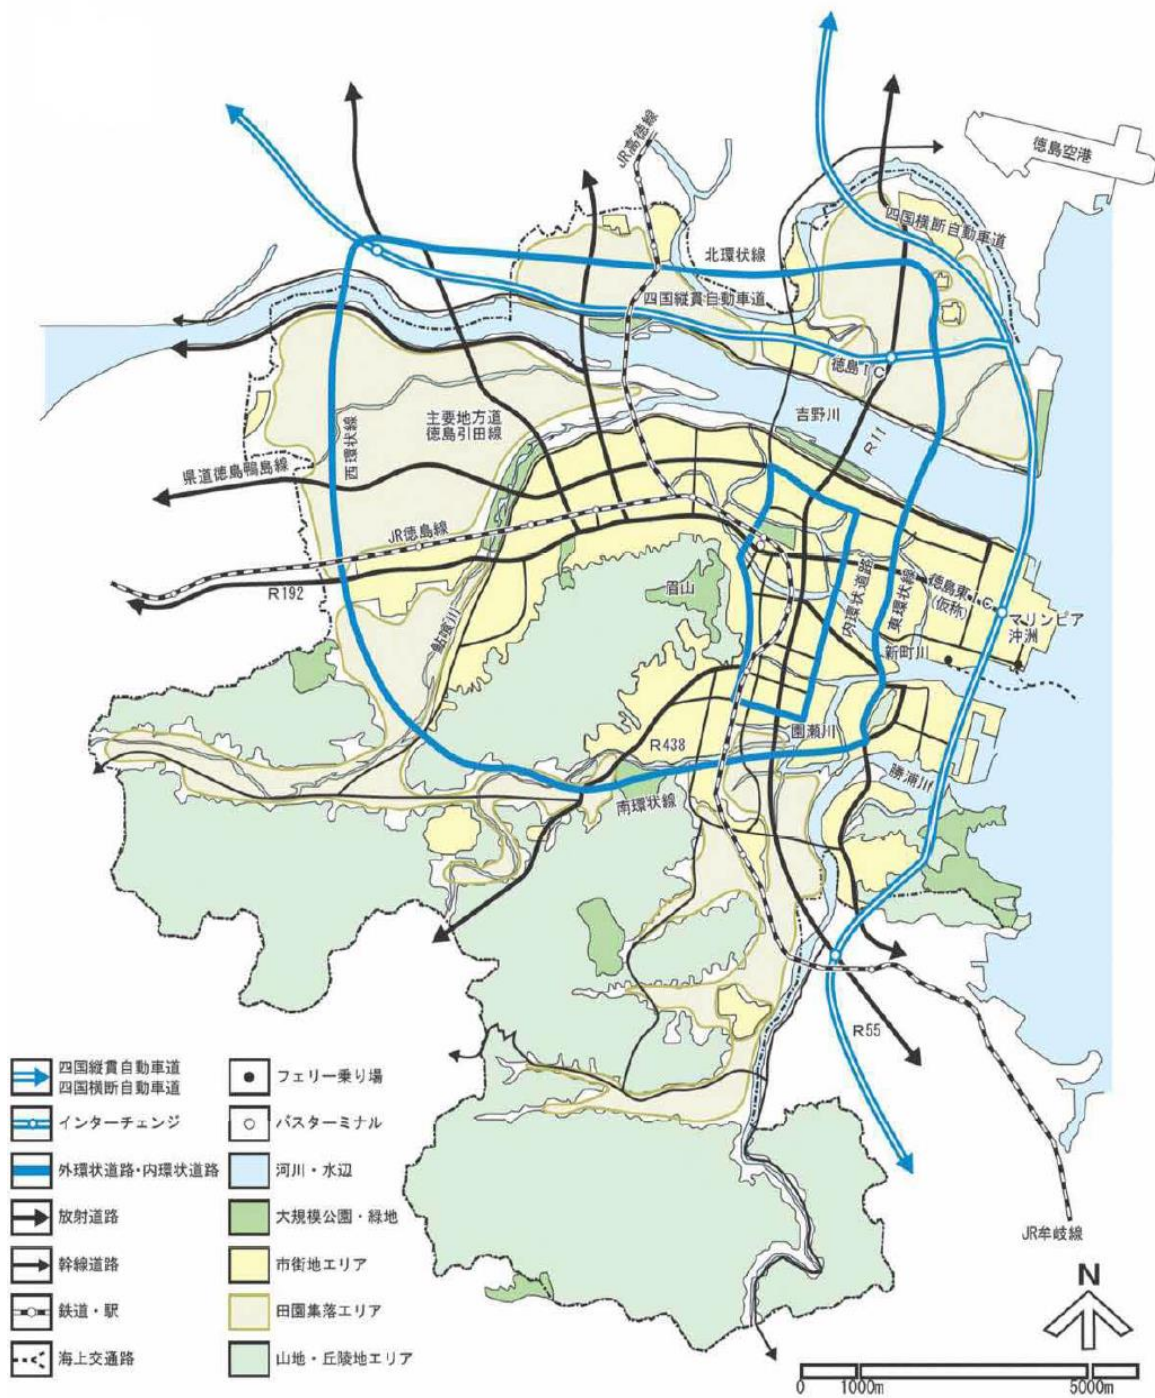 JR高徳線
徳島空港
四国横断自動車道
北環状線
四国縦貫自動車道
徳島IC
吉野川
主要地方道
徳島引田線
R11
西環状線
県道徳島鴨島線
JR徳島線
R192
眉山
鮎喰川
内環状道路
東環状線
徳島東IC
(仮称)
マリンピア
沖洲
新町川
園瀬川
R438
南環状線
勝浦川
R55
JR牟岐線
四国縦貫自動車道
四国横断自動車道
インターチェンジ
外環状道路・内環状道路
放射道路
幹線道路
鉄道・駅
海上交通路
フェリー乗り場
バスターミナル
河川・水辺
大規模公園・緑地
市街地エリア
田園集落エリア
山地・丘陵地エリア
N
0 1000m 5000m